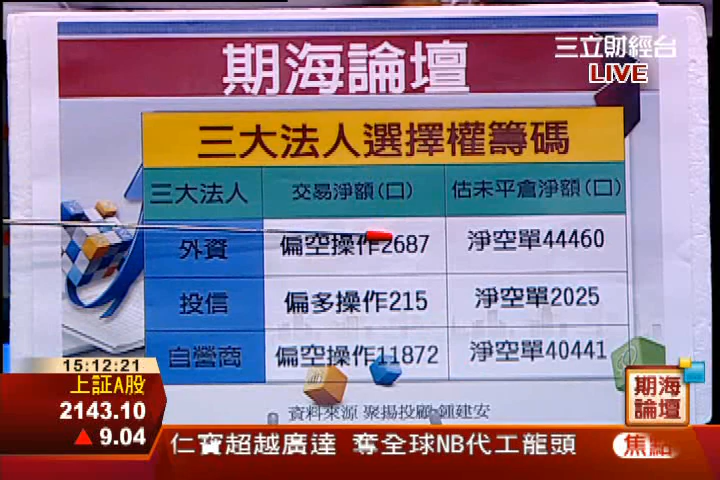 期海論壇
三立財經台
LIVE
三大法人選擇權籌碼
三大法人 交易淨額(口) 估未平倉淨額(口)
外資 偏空操作2687 淨空單44460
投信 偏多操作215 淨空單2025
自營商 偏空操作11872 淨空單40441
資料來源 聚揚投顧 鍾建安
15:12:21
上証A股
2143.10
▲ 9.04
期海
論壇
仁寶超越廣達 奪全球NB代工龍頭
焦點